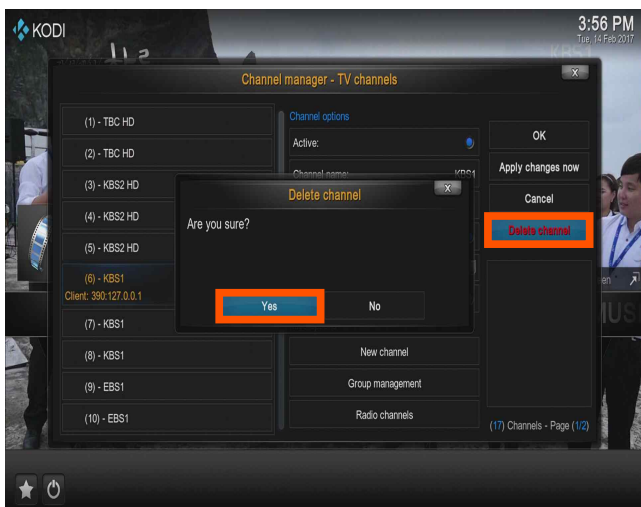 KODI
3:56 PM
Tue, 14 Feb 2017
KBS1
Channel manager - TV channels
X
(1) - TBC HD
(2) - TBC HD
(3) - KBS2 HD
(4) - KBS2 HD
(5) - KBS2 HD
(6) - KBS1
Client: 390:127.0.0.1
(7) - KBS1
(8) - KBS1
(9) - EBS1
(10) - EBS1
Channel options
Active:
Channel name: KBS1
Delete channel
X
Are you sure?
Yes
No
New channel
Group management
Radio channels
OK
Apply changes now
Cancel
Delete channel
(17) Channels - Page (1/2)
en
MUS